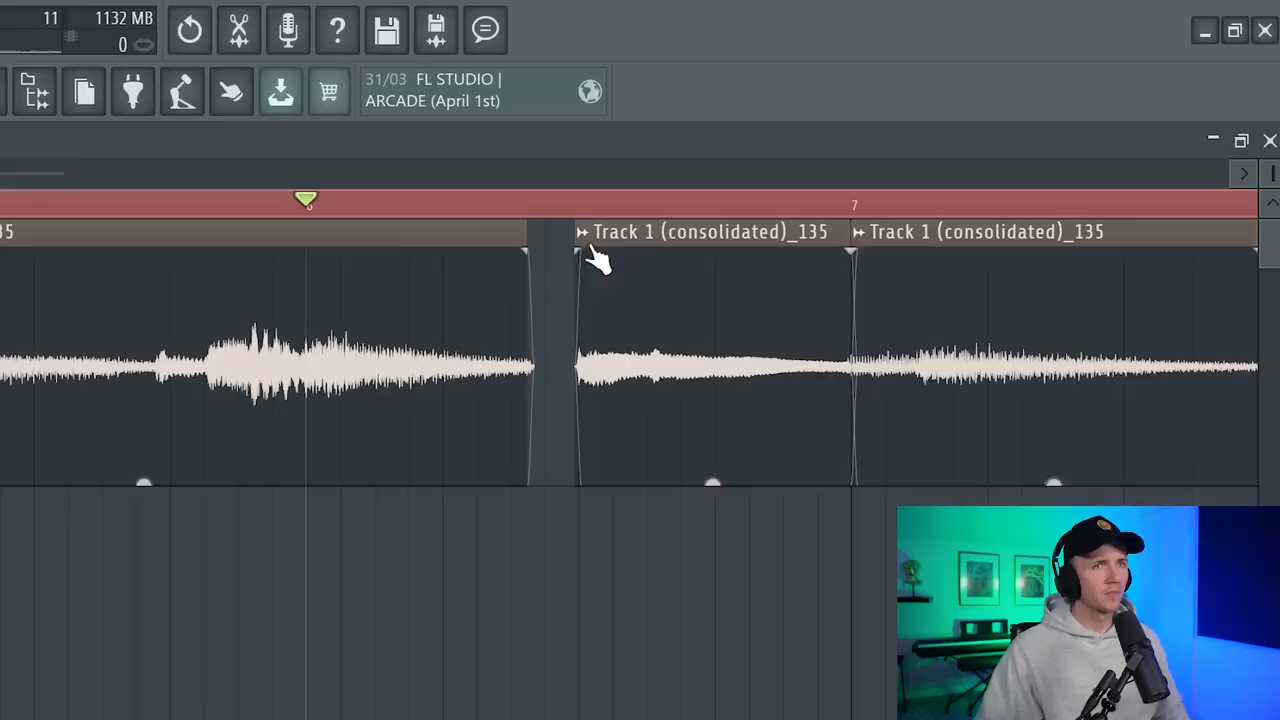 11 1132 MB
0
31/03 FL STUDIO |
ARCADE (April 1st)
7
35
Track 1 (consolidated)_135
Track 1 (consolidated)_135